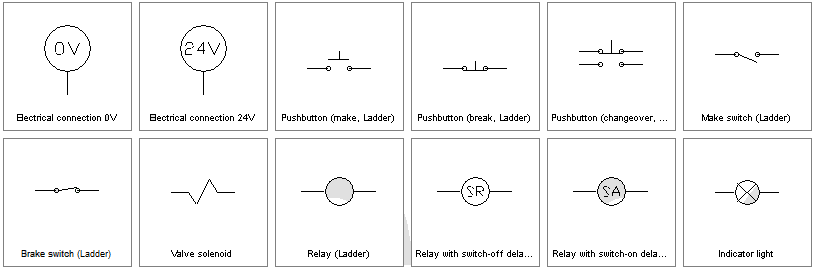 0V
24V
Electrical connection 0V
Electrical connection 24V
Pushbutton (make, Ladder)
Pushbutton (break, Ladder)
Pushbutton (changeover, ...
Make switch (Ladder)
SR
SA
Brake switch (Ladder)
Valve solenoid
Relay (Ladder)
Relay with switch-off dela...
Relay with switch-on dela...
Indicator light